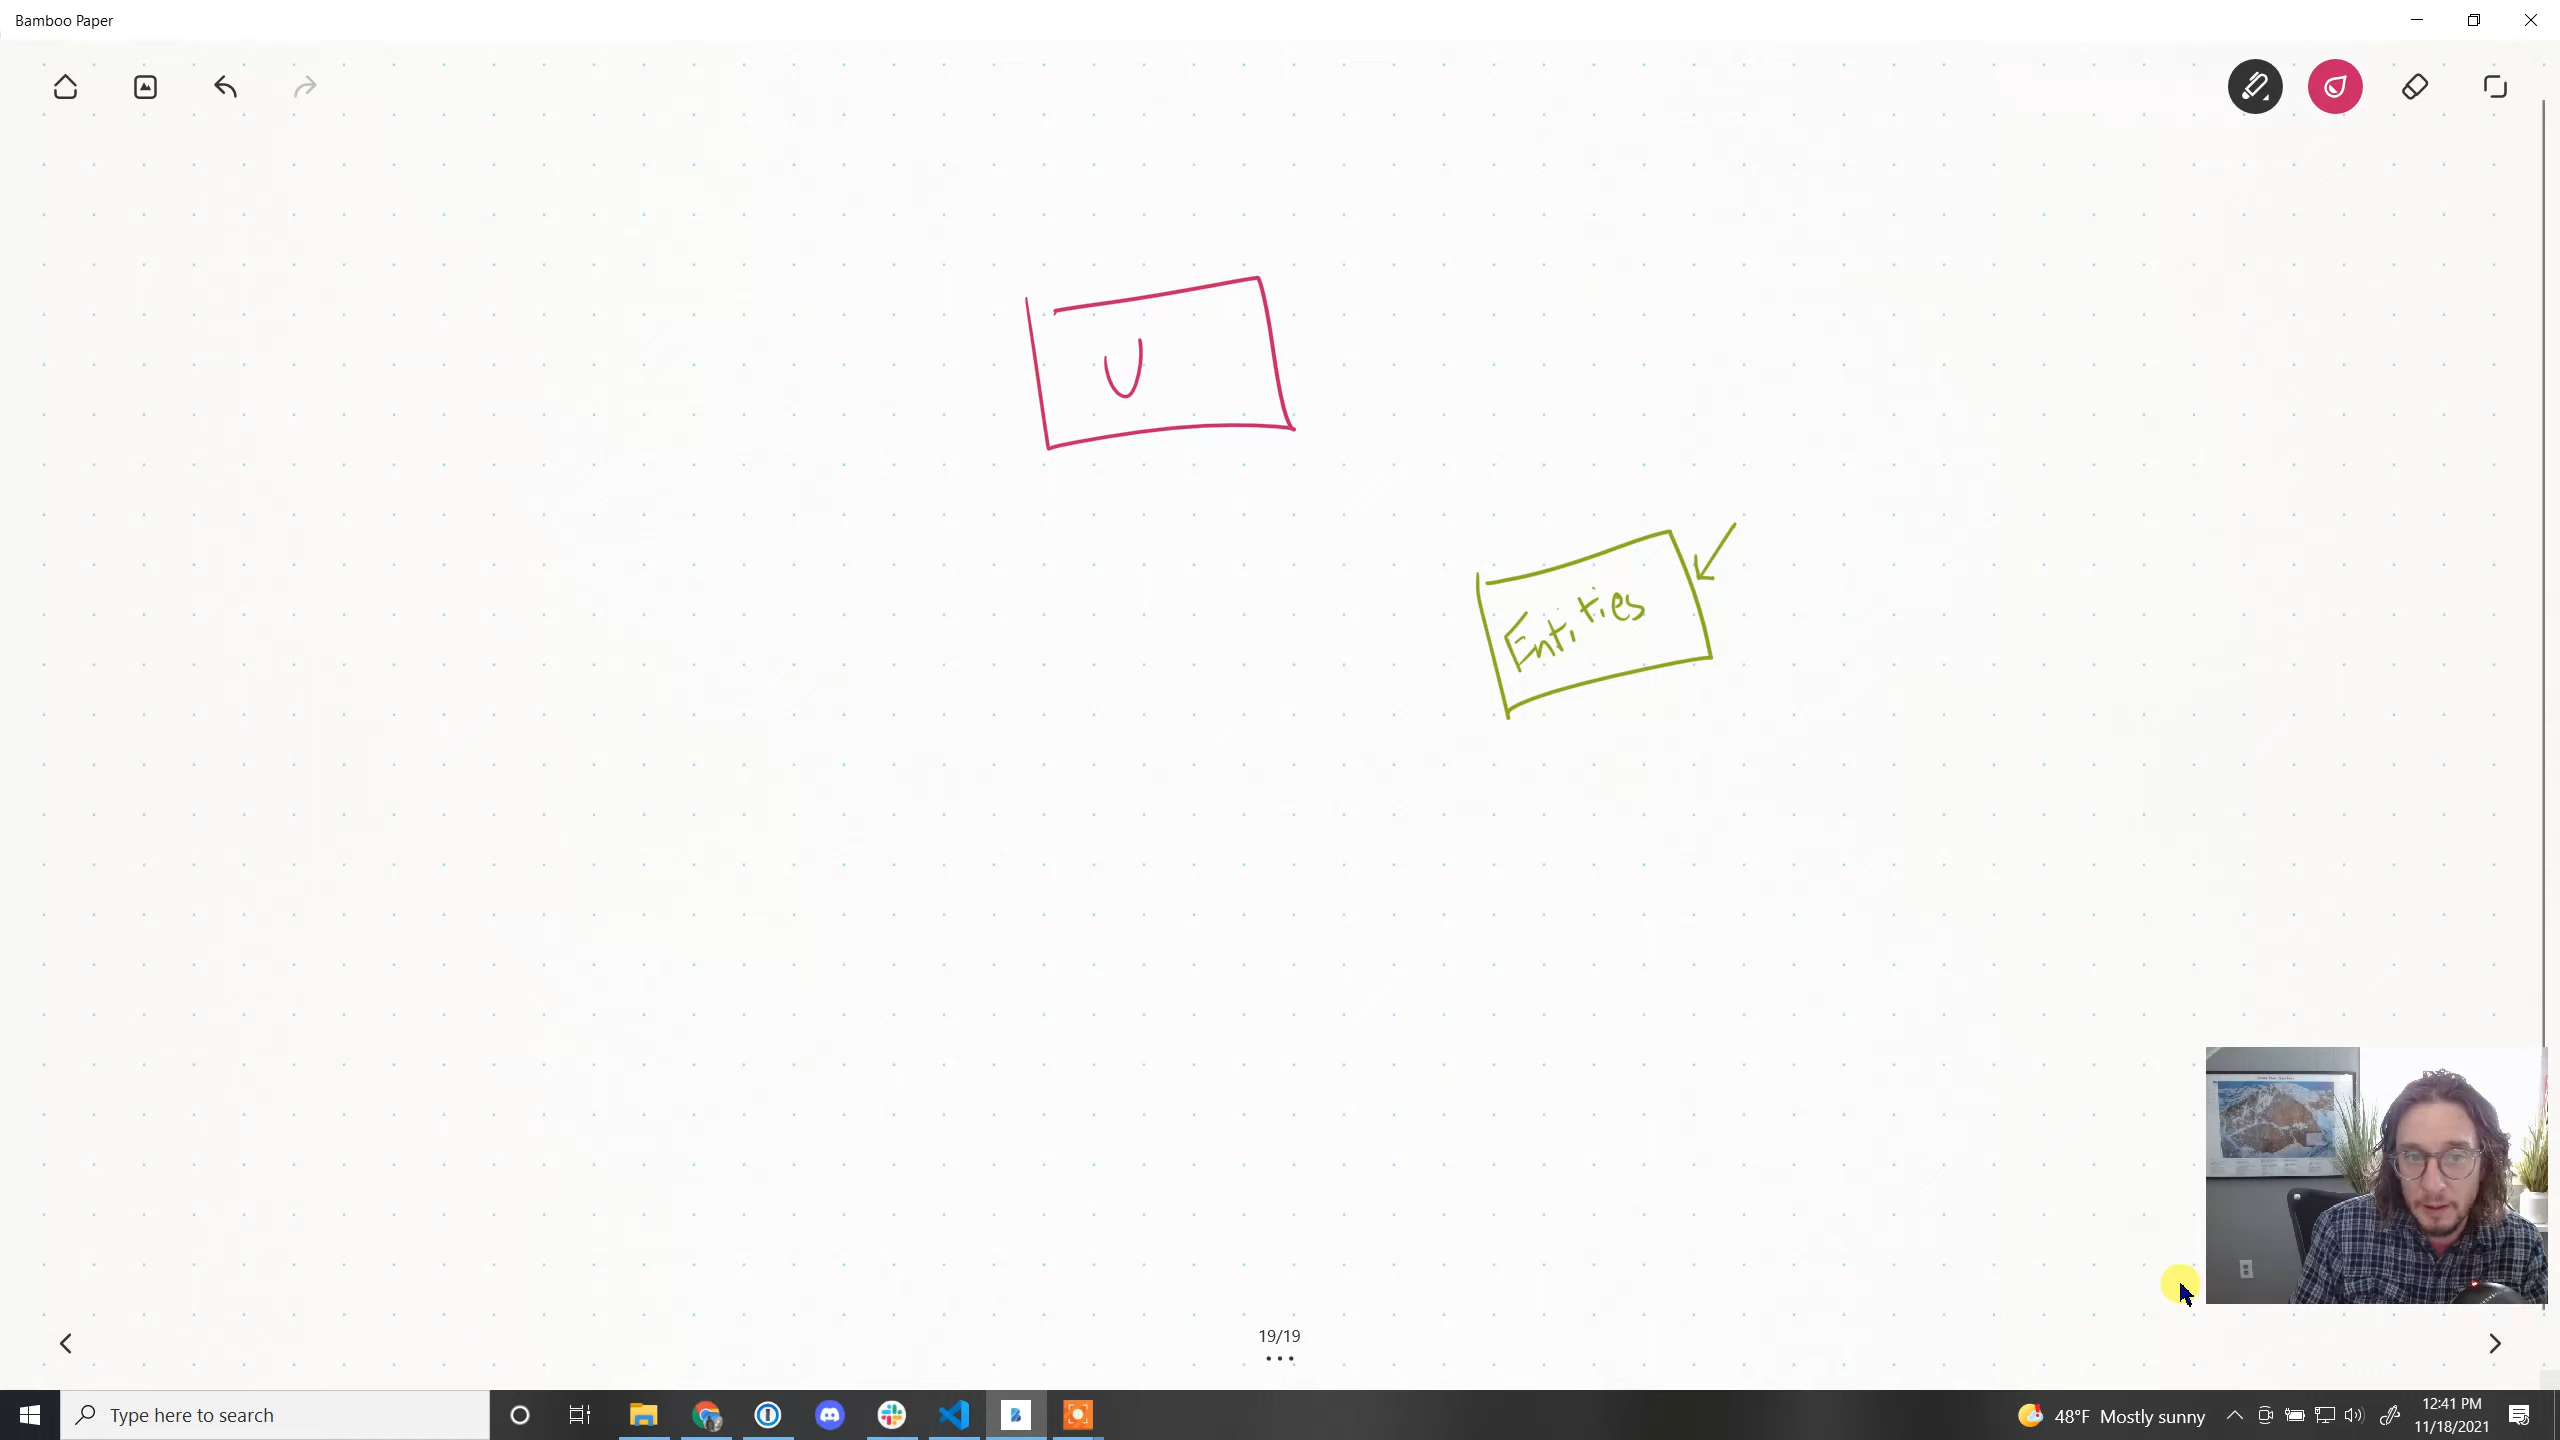 Bamboo Paper
U
Entities
19/19
Type here to search
48°F Mostly sunny
12:41 PM
11/18/2021